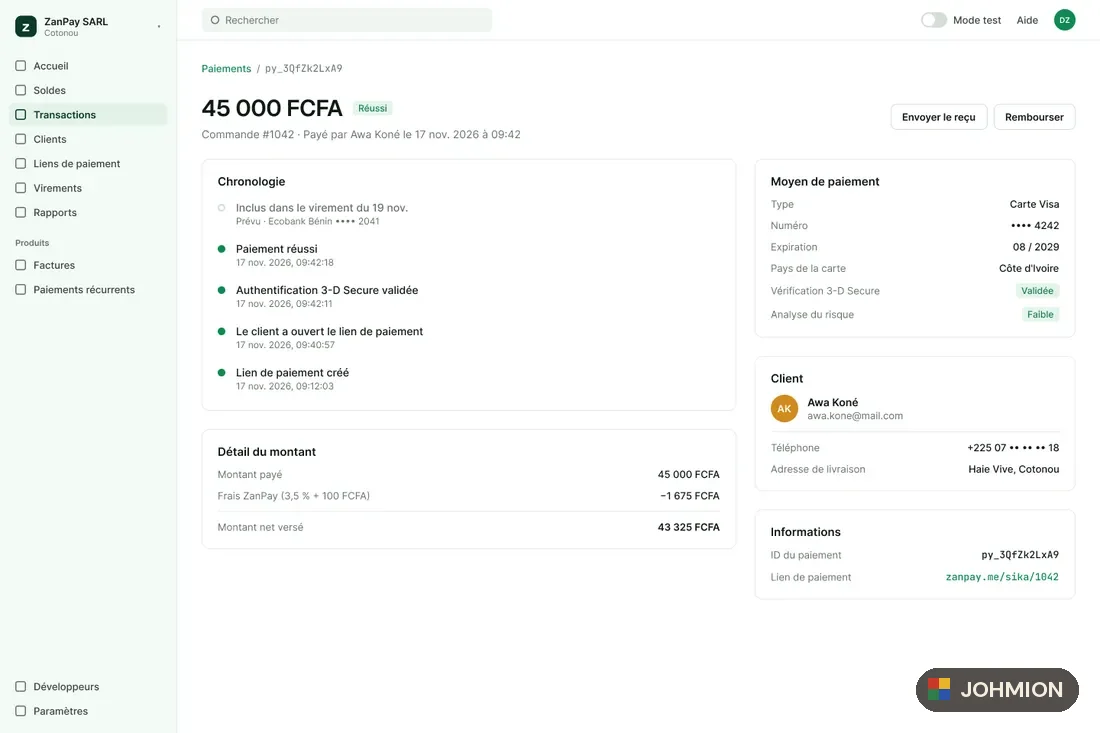 Z
ZanPay SARL
Cotonou
Accueil
Soldes
Transactions
Clients
Liens de paiement
Virements
Rapports
Produits
Factures
Paiements récurrents
Développeurs
Paramètres
Rechercher
Mode test
Aide
DZ
Paiements / py_3QfZk2LxA9
45 000 FCFA Réussi
Commande #1042 · Payé par Awa Koné le 17 nov. 2026 à 09:42
Envoyer le reçu
Rembourser
Chronologie
Inclus dans le virement du 19 nov.
Prévu · Ecobank Bénin •••• 2041
Paiement réussi
17 nov. 2026, 09:42:18
Authentification 3-D Secure validée
17 nov. 2026, 09:42:11
Le client a ouvert le lien de paiement
17 nov. 2026, 09:40:57
Lien de paiement créé
17 nov. 2026, 09:12:03
Détail du montant
Montant payé 45 000 FCFA
Frais ZanPay (3,5 % + 100 FCFA) −1 675 FCFA
Montant net versé 43 325 FCFA
Moyen de paiement
Type Carte Visa
Numéro •••• 4242
Expiration 08 / 2029
Pays de la carte Côte d'Ivoire
Vérification 3-D Secure Validée
Analyse du risque Faible
Client
AK
Awa Koné
awa.kone@mail.com
Téléphone +225 07 •• •• •• 18
Adresse de livraison Haie Vive, Cotonou
Informations
ID du paiement py_3QfZk2LxA9
Lien de paiement zanpay.me/sika/1042
JOHMION